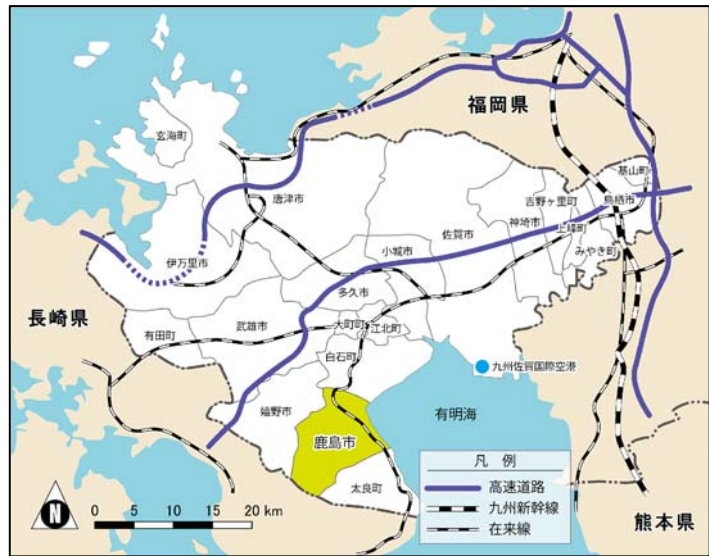 福岡県
玄海町
基山町
唐津市
吉野ヶ里町
鳥栖市
佐賀市
神埼市
上峰町
小城市
みやき町
伊万里市
多久市
長崎県
有田町
武雄市
大町町
江北町
白石町
九州佐賀国際空港
嬉野市
有明海
鹿島市
太良町
凡 例
高速道路
九州新幹線
在来線
熊本県
N
0 5 10 15 20 km